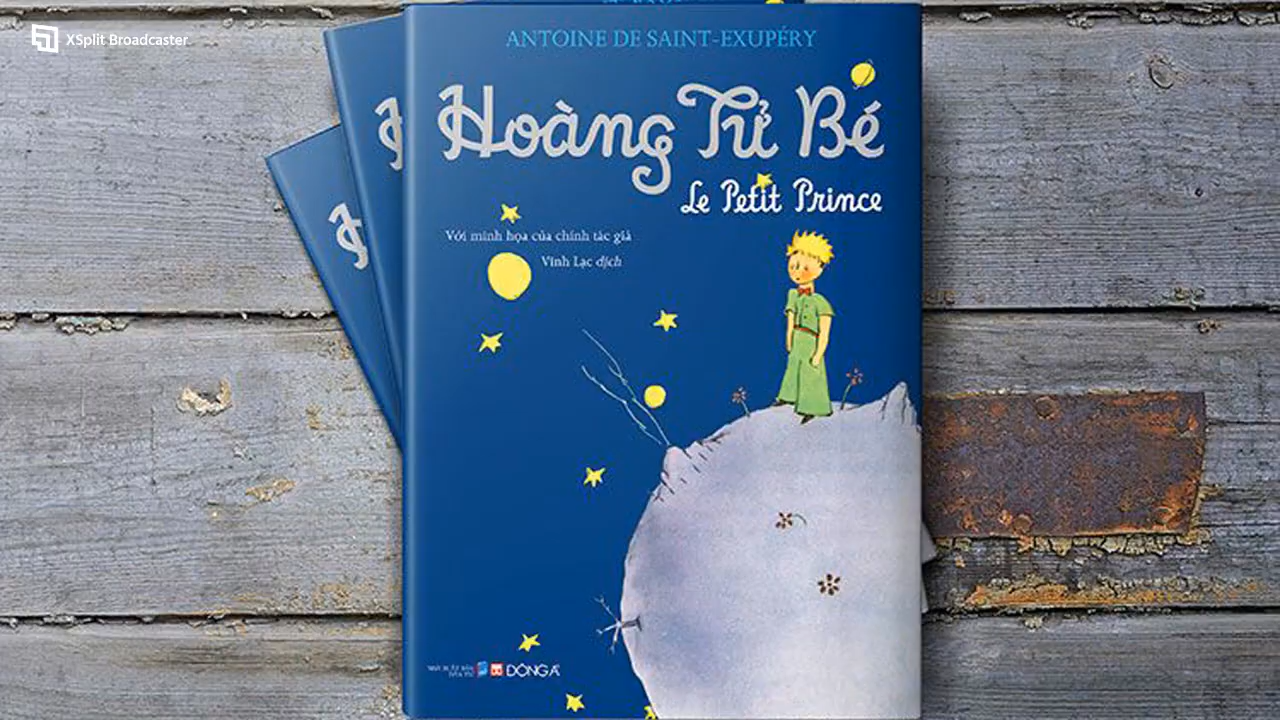 XSplit Broadcaster
ANTOINE DE SAINT-EXUPÉRY
Hoàng Tử Bé
Le Petit Prince
Với minh họa của chính tác giả
Vĩnh Lạc dịch
ĐÔNG A